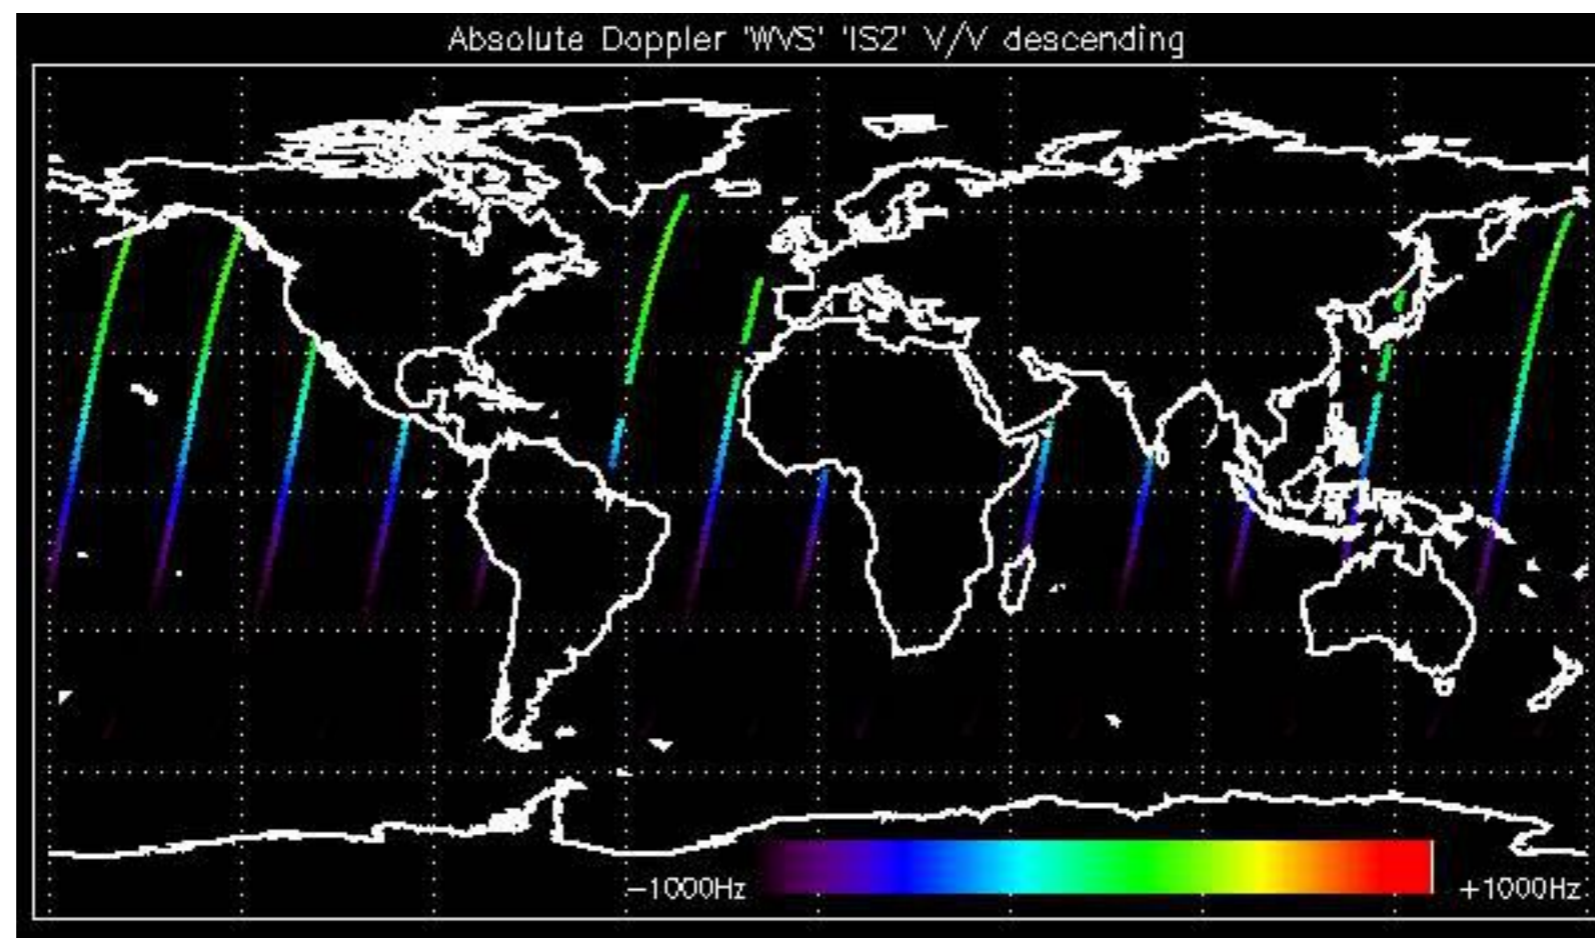 Absolute Doppler 'WVS' 'IS2' V/V descending
−1000Hz
+1000Hz